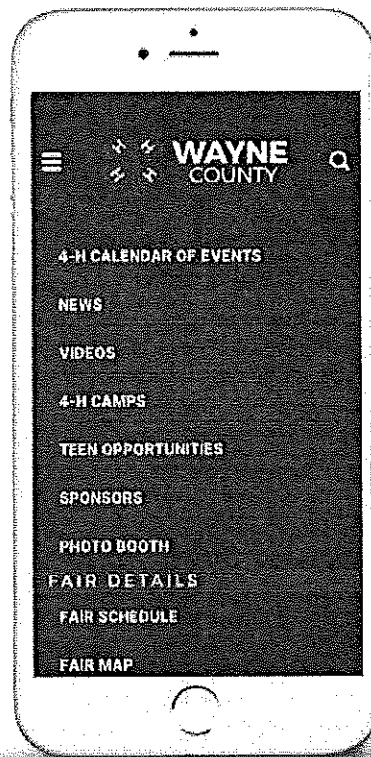 H H WAYNE
H H COUNTY
4-H CALENDAR OF EVENTS
NEWS
VIDEOS
4-H CAMPS
TEEN OPPORTUNITIES
SPONSORS
PHOTO BOOTH
FAIR DETAILS
FAIR SCHEDULE
FAIR MAP